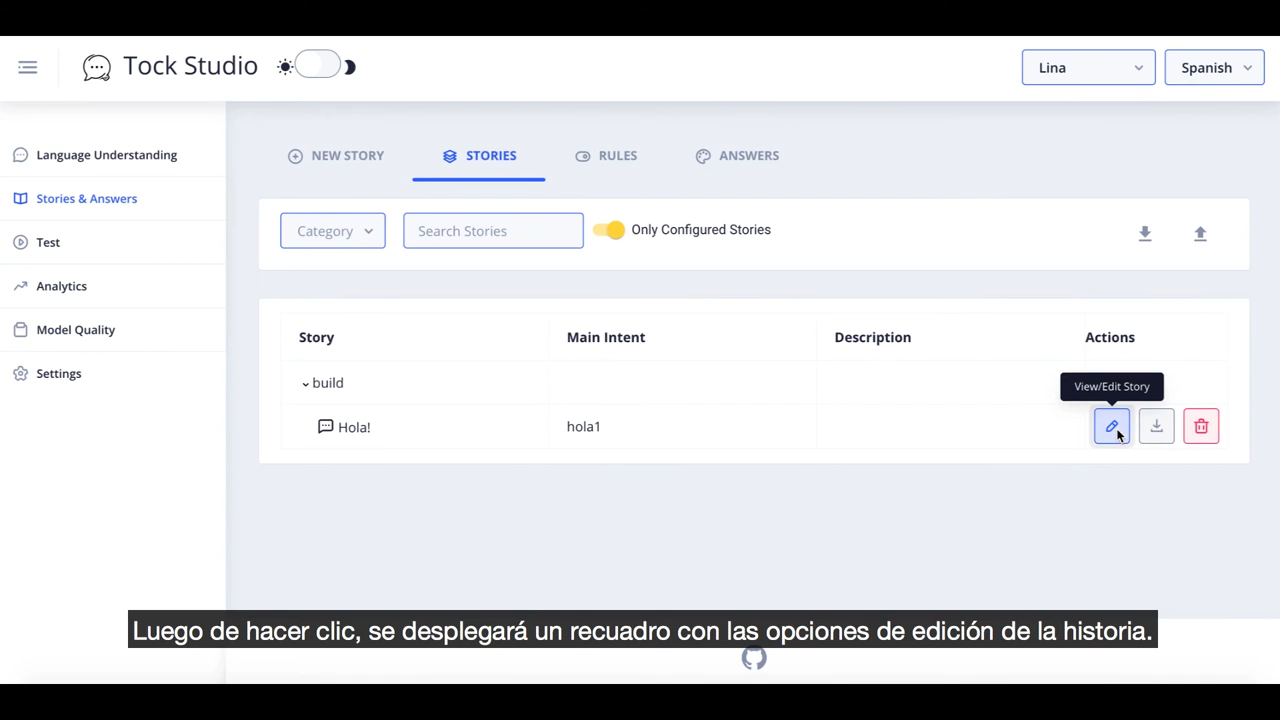 Tock Studio
Lina
Spanish
Language Understanding
Stories & Answers
Test
Analytics
Model Quality
Settings
NEW STORY
STORIES
RULES
ANSWERS
Category
Search Stories
Only Configured Stories
Story
Main Intent
Description
Actions
build
View/Edit Story
Hola!
hola1
Luego de hacer clic, se desplegará un recuadro con las opciones de edición de la historia.